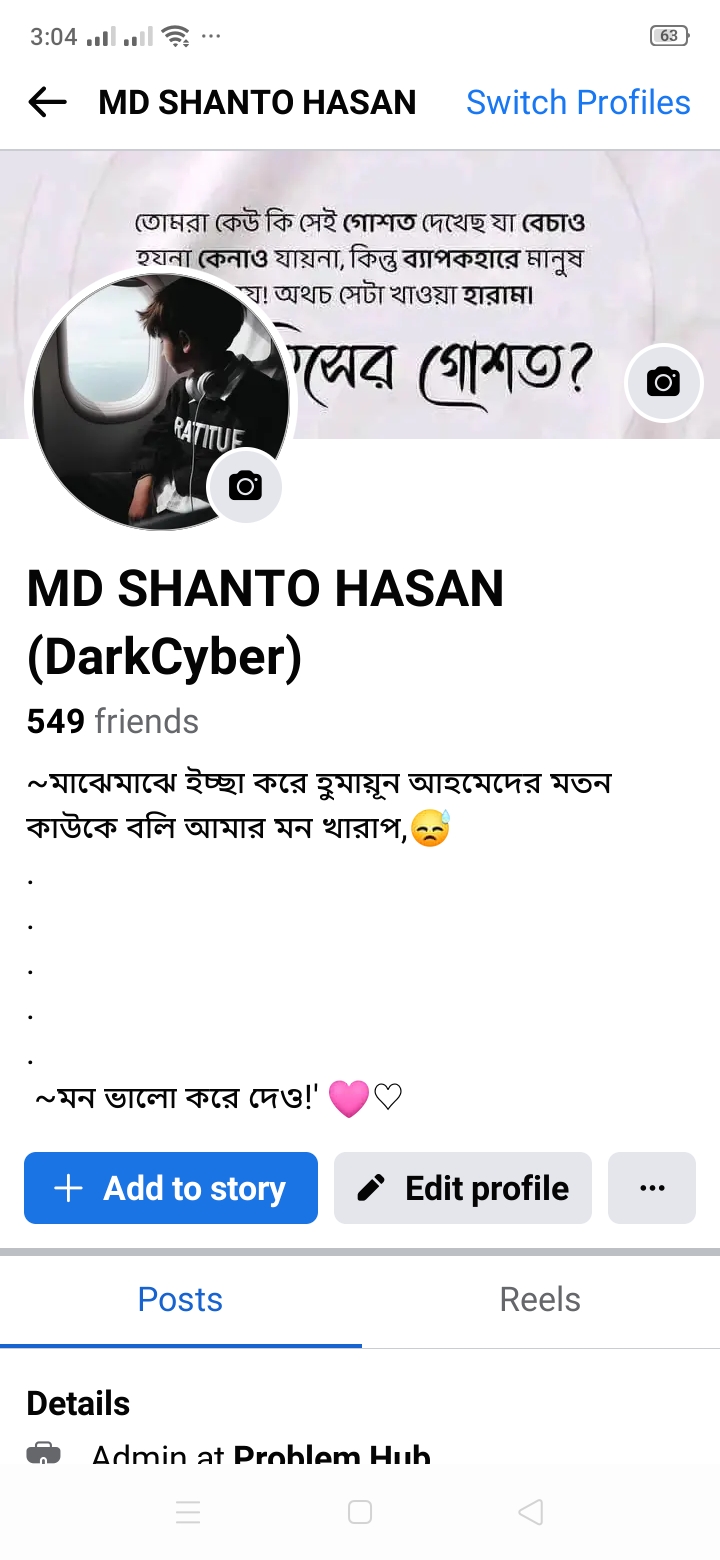 3:04
63
MD SHANTO HASAN Switch Profiles
তোমরা কেউ কি সেই গোশত দেখেছ যা বেচাও
হয়না কেনাও যায়না, কিন্তু ব্যাপকহারে মানুষ
অথচ সেটা খাওয়া হারাম।
গোশত?
RATITUE
MD SHANTO HASAN
(DarkCyber)
549 friends
~মাঝেমাঝে ইচ্ছা করে হুমায়ূন আহমেদের মতন
কাউকে বলি আমার মন খারাপ,😓
.
.
.
.
.
~মন ভালো করে দেও!' 🩷♡
Add to story
Edit profile
Posts
Reels
Details
Admin at Problem Hub